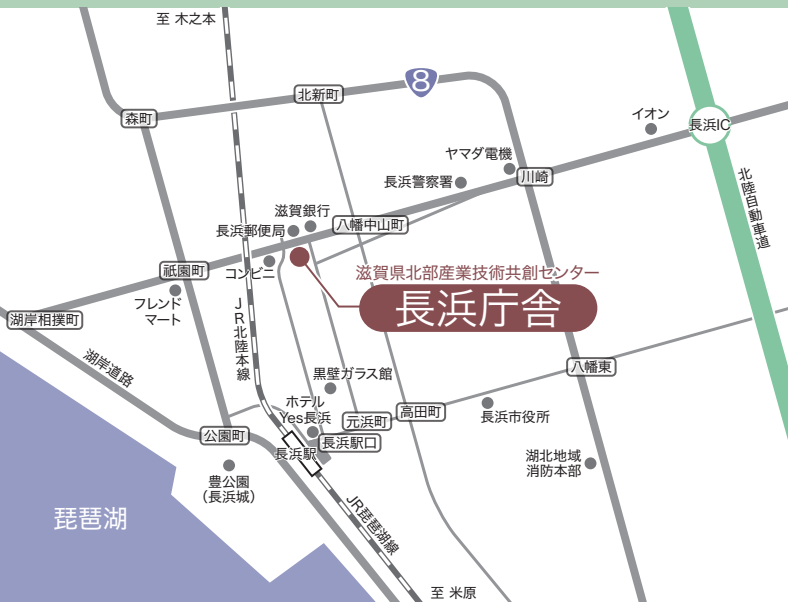 至 木之本
8
北新町
森町
イオン
長浜IC
ヤマダ電機
長浜警察署
川崎
北陸自動車道
滋賀銀行
長浜郵便局
八幡中山町
コンビニ
祇園町
滋賀県北部産業技術共創センター
長浜庁舎
フレンド
マート
JR北陸本線
湖岸相撲町
湖岸道路
黒壁ガラス館
八幡東
ホテル
Yes長浜
元浜町
高田町
長浜市役所
公園町
長浜駅口
長浜駅
湖北地域
消防本部
豊公園
（長浜城）
琵琶湖
JR琵琶湖線
至 米原